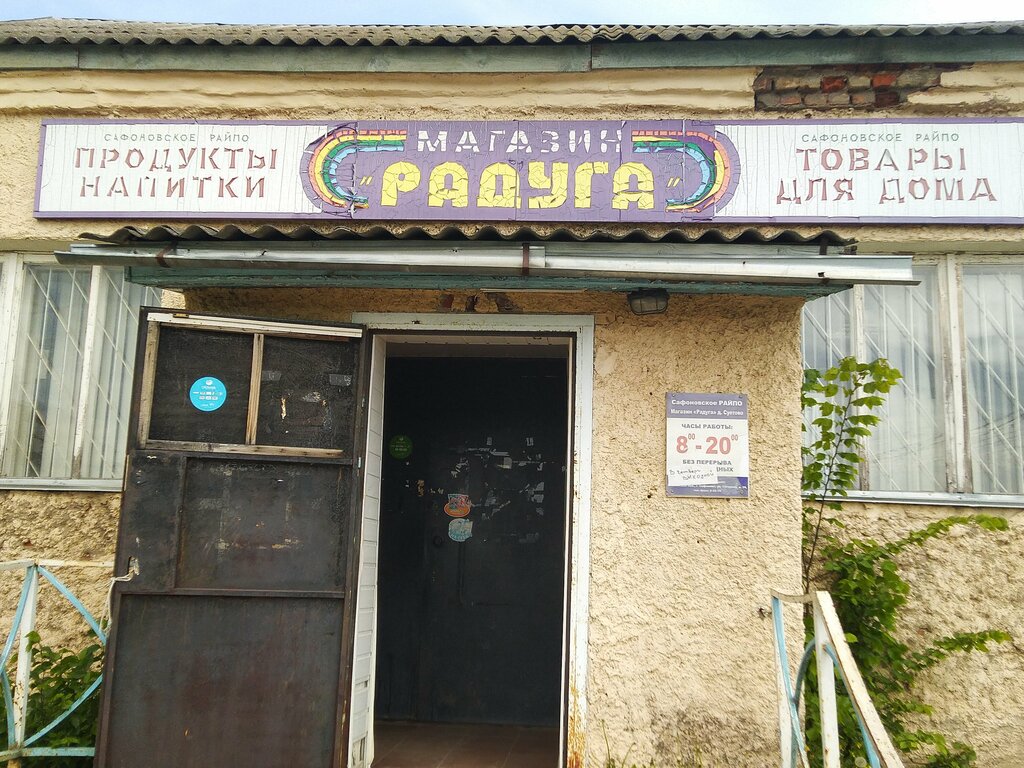 САФОНОВСКОЕ РАЙПО
ПРОДУКТЫ
НАПИТКИ
МАГАЗИН
"РАДУГА"
САФОНОВСКОЕ РАЙПО
ТОВАРЫ
ДЛЯ ДОМА
Сафоновское РАЙПО
Магазин «Радуга» д. Суетово
ЧАСЫ РАБОТЫ:
8⁰⁰ - 20⁰⁰
БЕЗ ПЕРЕРЫВА